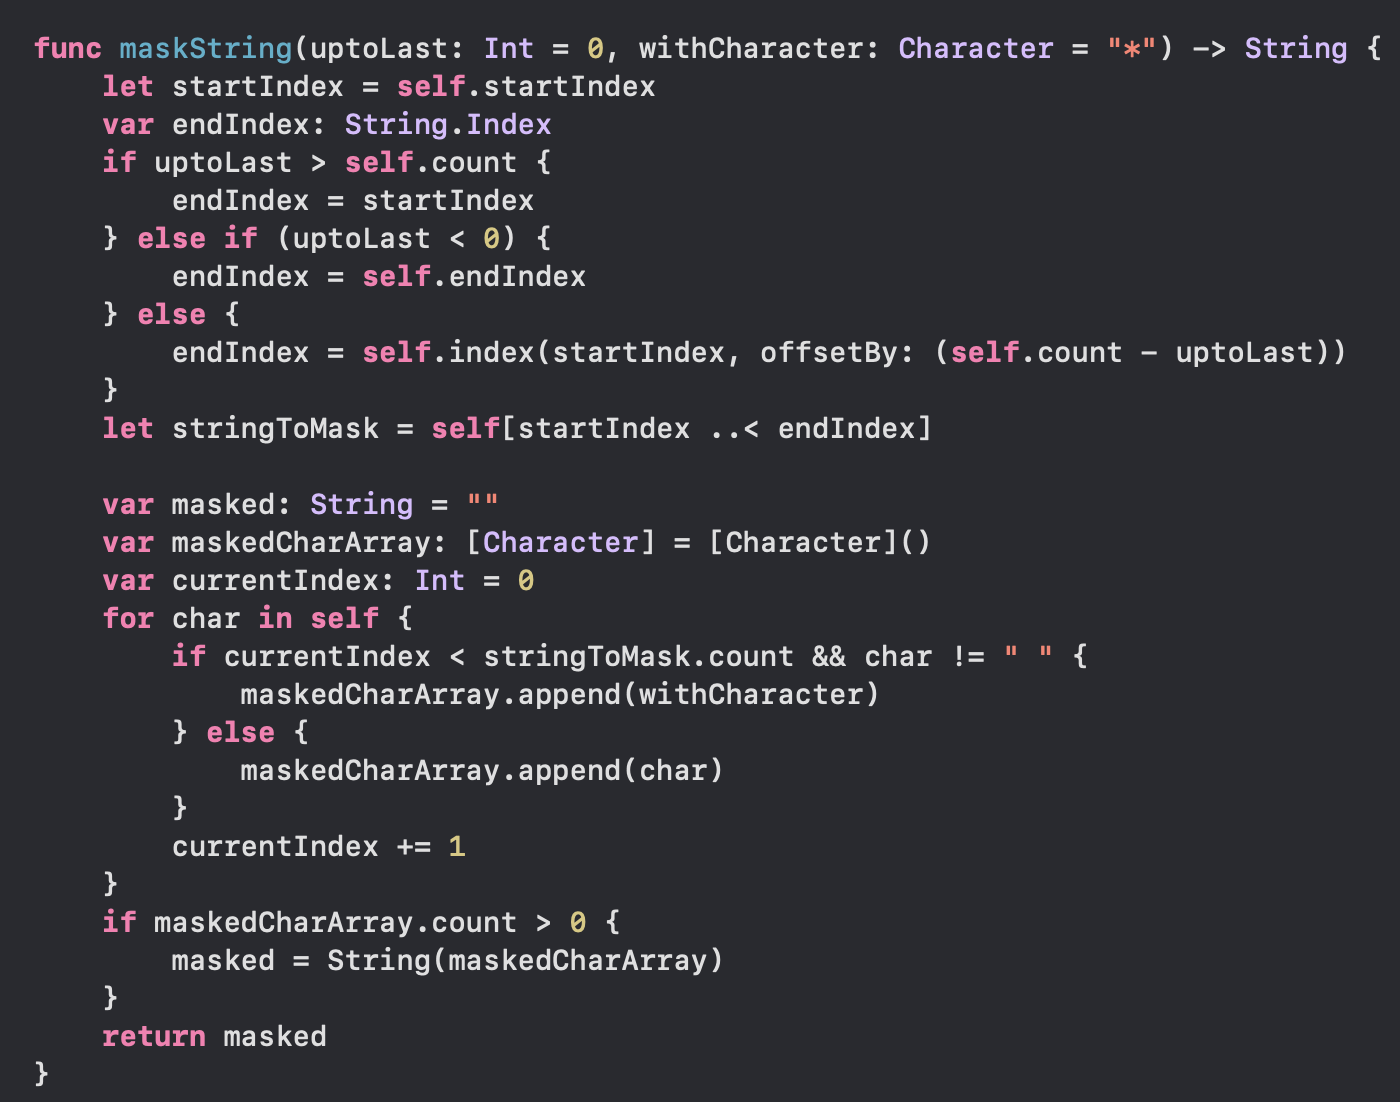 func maskString(uptoLast: Int = 0, withCharacter: Character = "*") -> String {
    let startIndex = self.startIndex
    var endIndex: String.Index
    if uptoLast > self.count {
        endIndex = startIndex
    } else if (uptoLast < 0) {
        endIndex = self.endIndex
    } else {
        endIndex = self.index(startIndex, offsetBy: (self.count - uptoLast))
    }
    let stringToMask = self[startIndex ..< endIndex]

    var masked: String = ""
    var maskedCharArray: [Character] = [Character]()
    var currentIndex: Int = 0
    for char in self {
        if currentIndex < stringToMask.count && char != " " {
            maskedCharArray.append(withCharacter)
        } else {
            maskedCharArray.append(char)
        }
        currentIndex += 1
    }
    if maskedCharArray.count > 0 {
        masked = String(maskedCharArray)
    }
    return masked
}